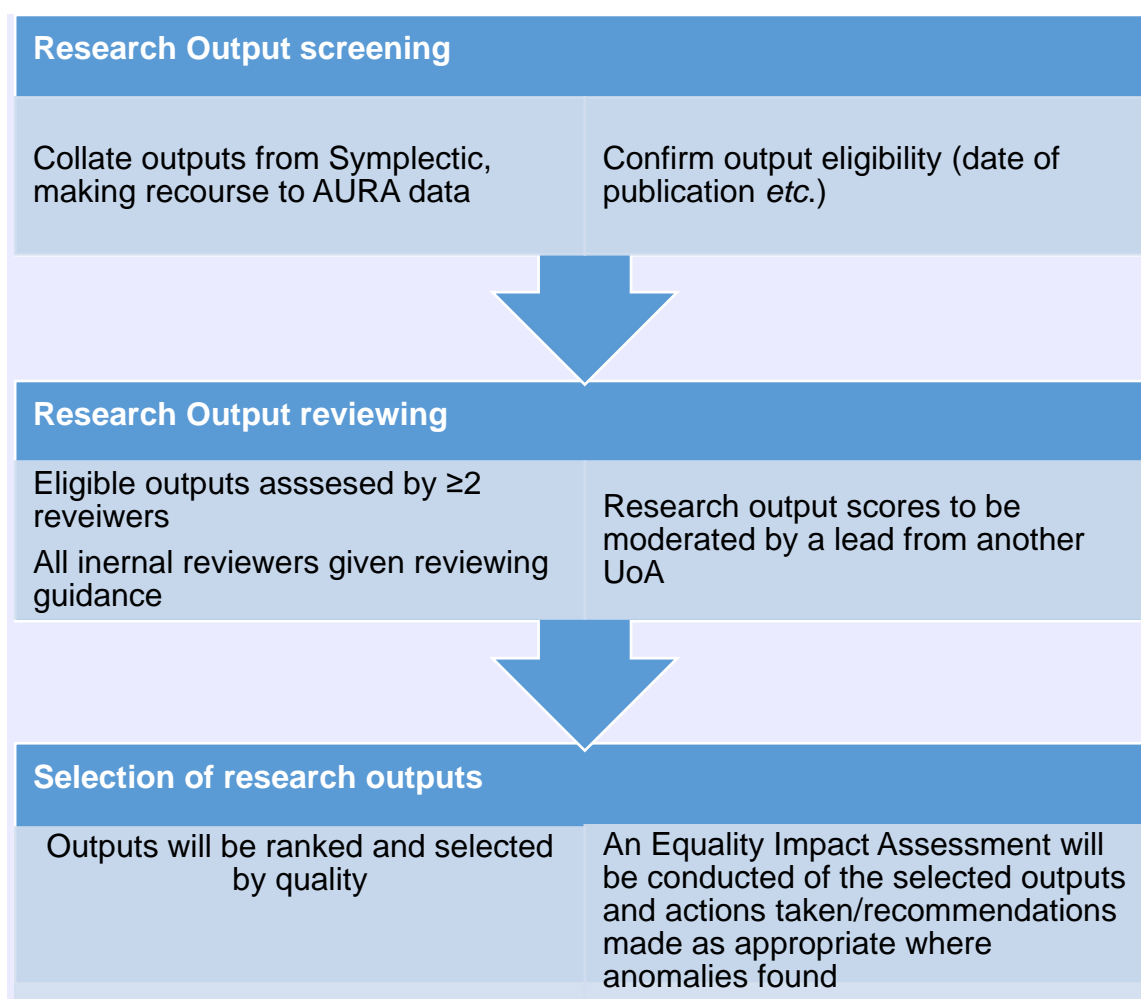 Research Output screening
Collate outputs from Symplectic,
making recourse to AURA data
Confirm output eligibility (date of
publication etc.)
Research Output reviewing
Eligible outputs asssesed by ≥2
reveiwers
All inernal reviewers given reviewing
guidance
Research output scores to be
moderated by a lead from another
UoA
Selection of research outputs
Outputs will be ranked and selected
by quality
An Equality Impact Assessment will
be conducted of the selected outputs
and actions taken/recommendations
made as appropriate where
anomalies found